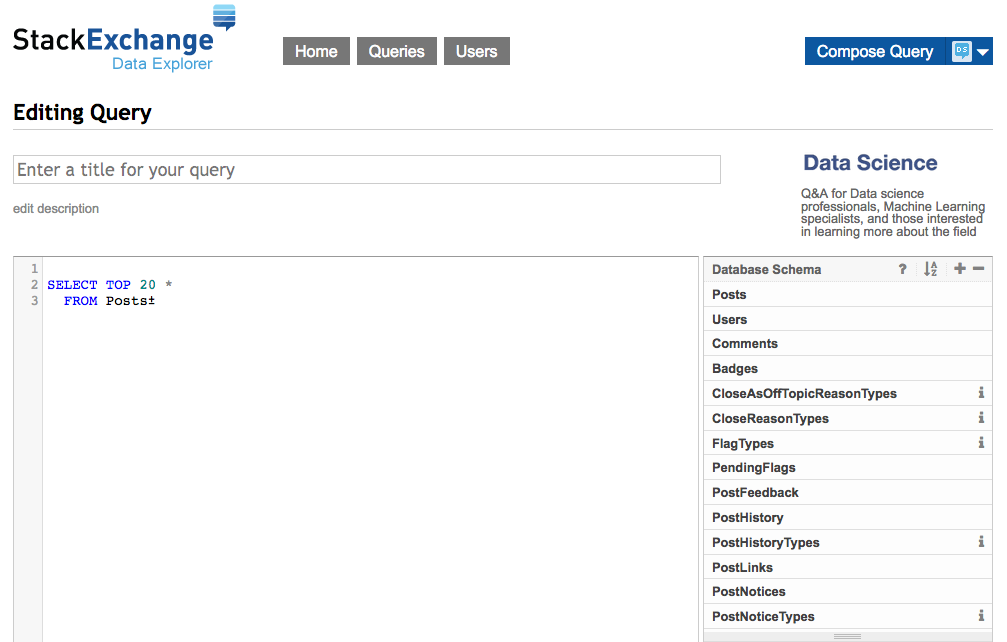 StackExchange
Data Explorer
Home Queries Users
Compose Query DS
Editing Query
Enter a title for your query
edit description
Data Science
Q&A for Data science
professionals, Machine Learning
specialists, and those interested
in learning more about the field
1
2 SELECT TOP 20 *
3 FROM Posts±
Database Schema ? A Z + −
Posts
Users
Comments
Badges
CloseAsOffTopicReasonTypes i
CloseReasonTypes i
FlagTypes i
PendingFlags
PostFeedback
PostHistory
PostHistoryTypes i
PostLinks
PostNotices
PostNoticeTypes i